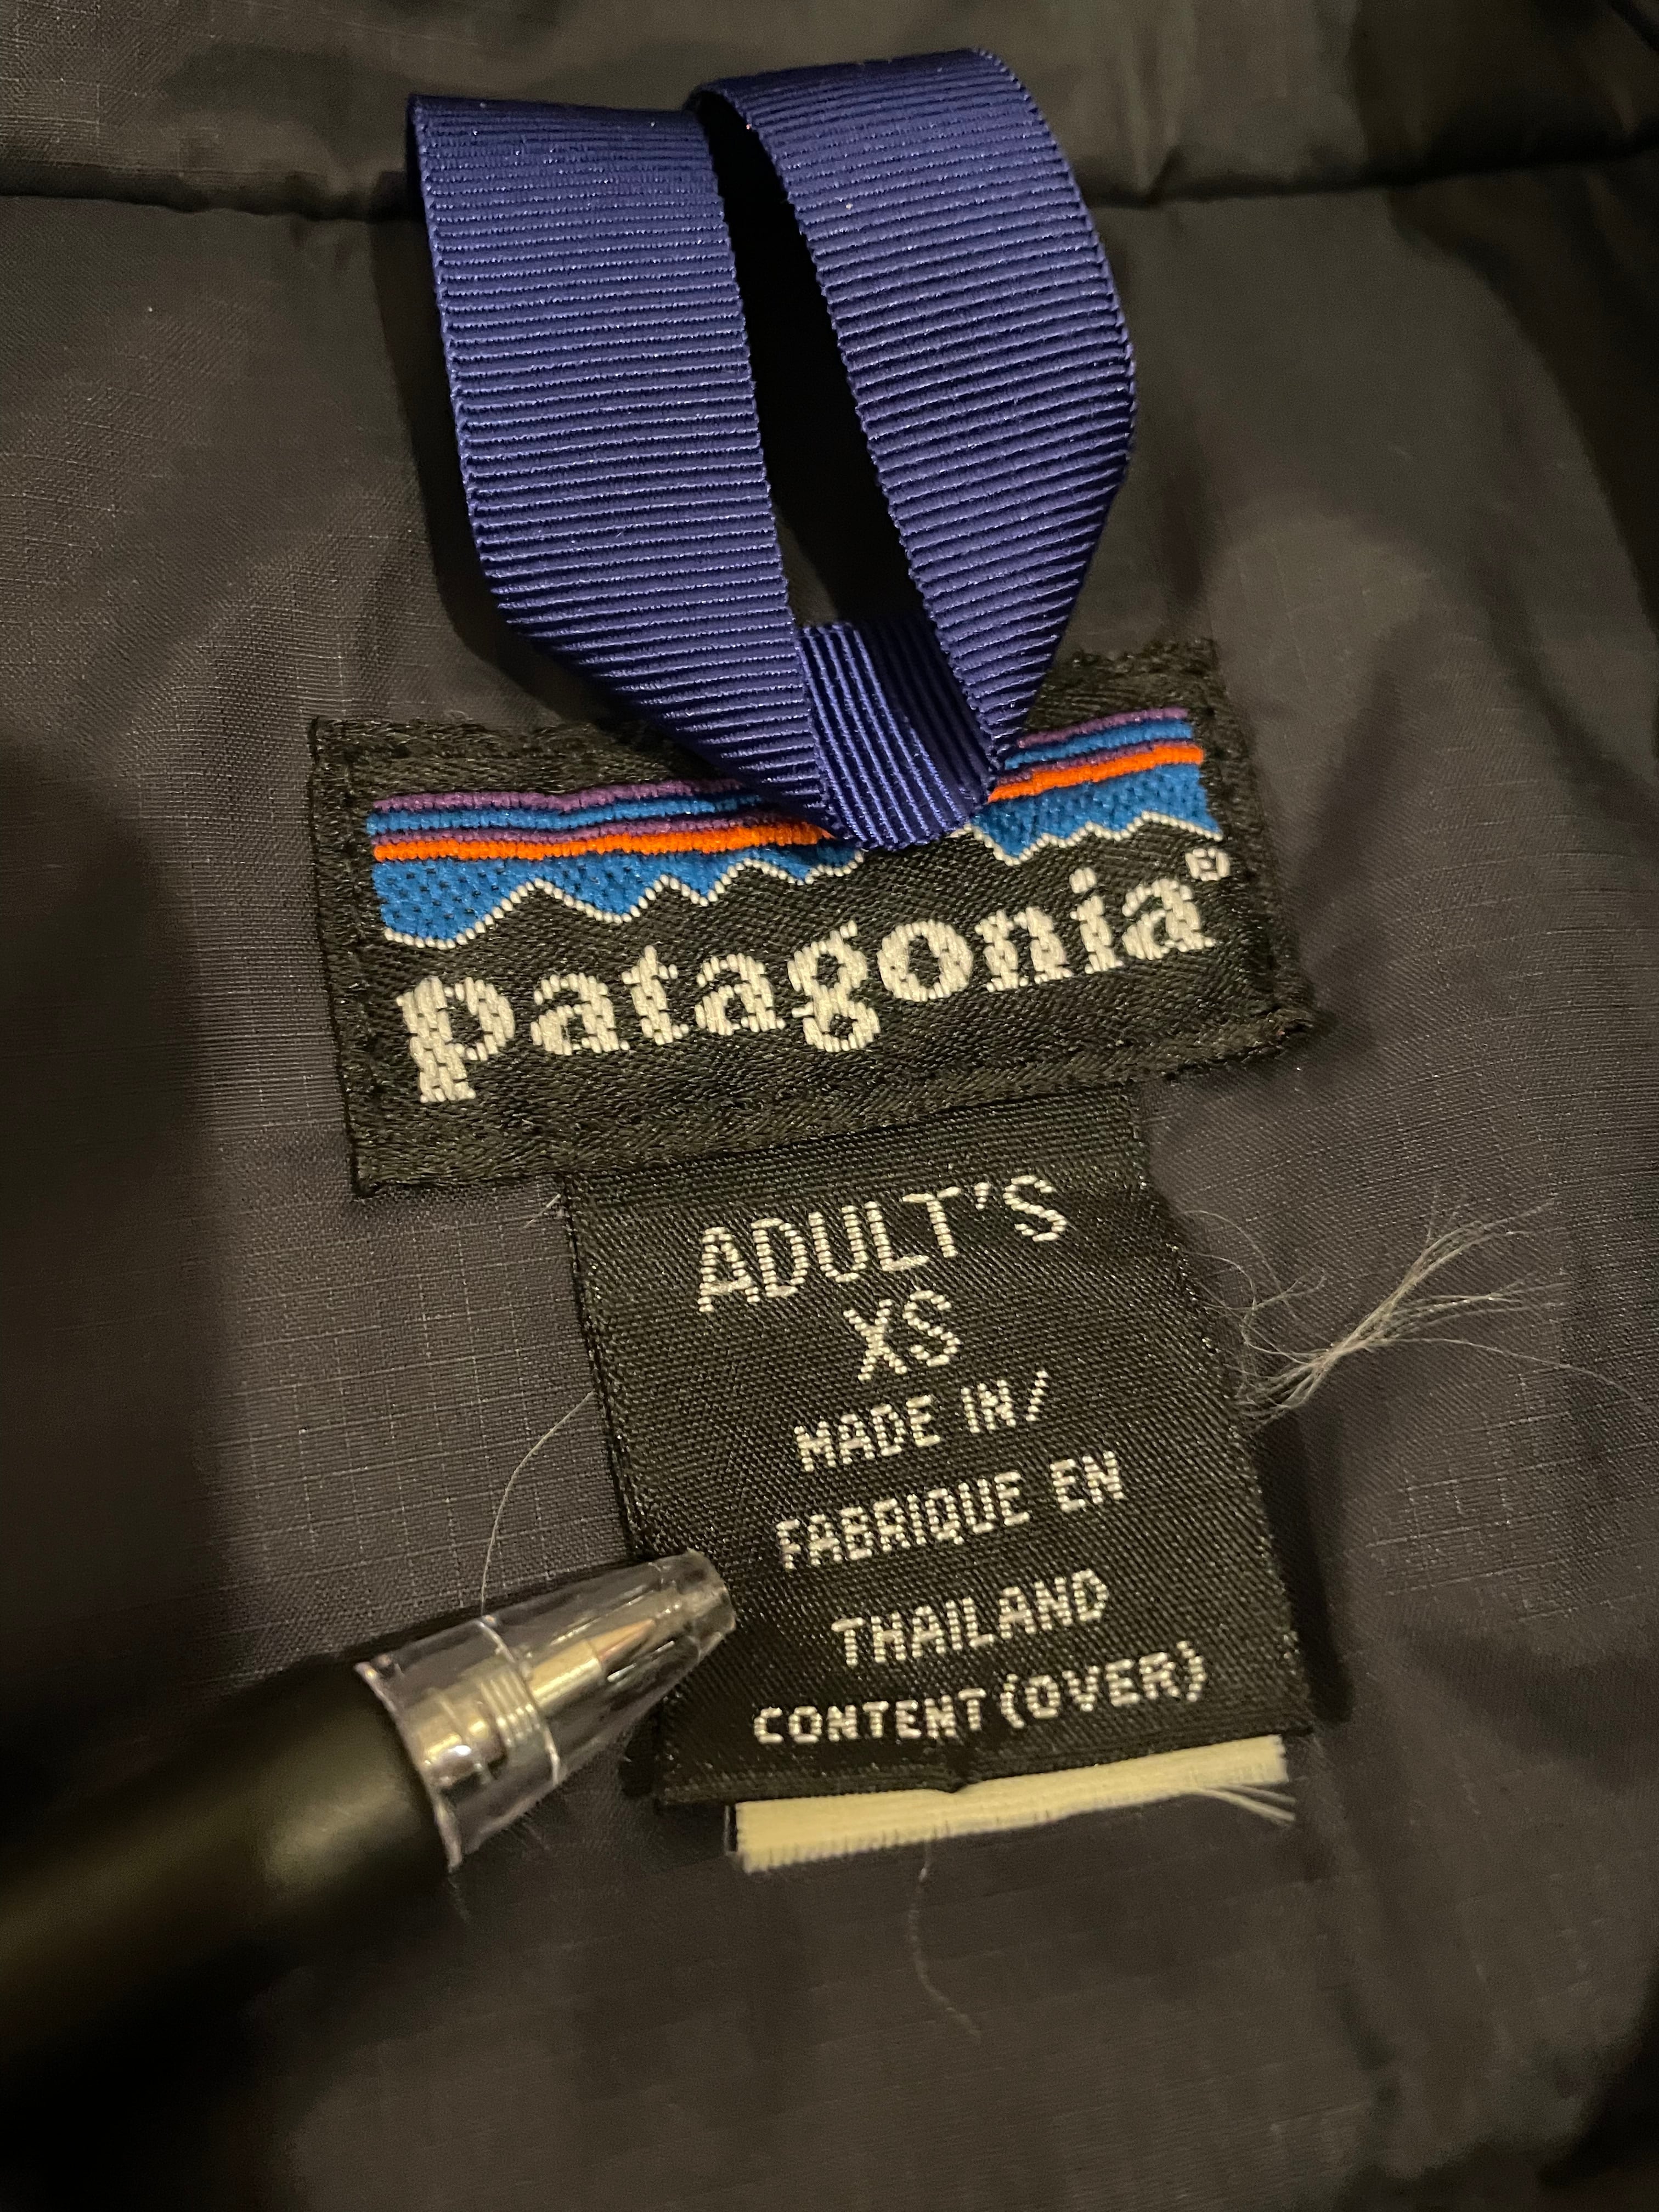 patagonia®
ADULT'S
XS
MADE IN/
FABRIQUE EN
THAILAND
CONTENT (OVER)